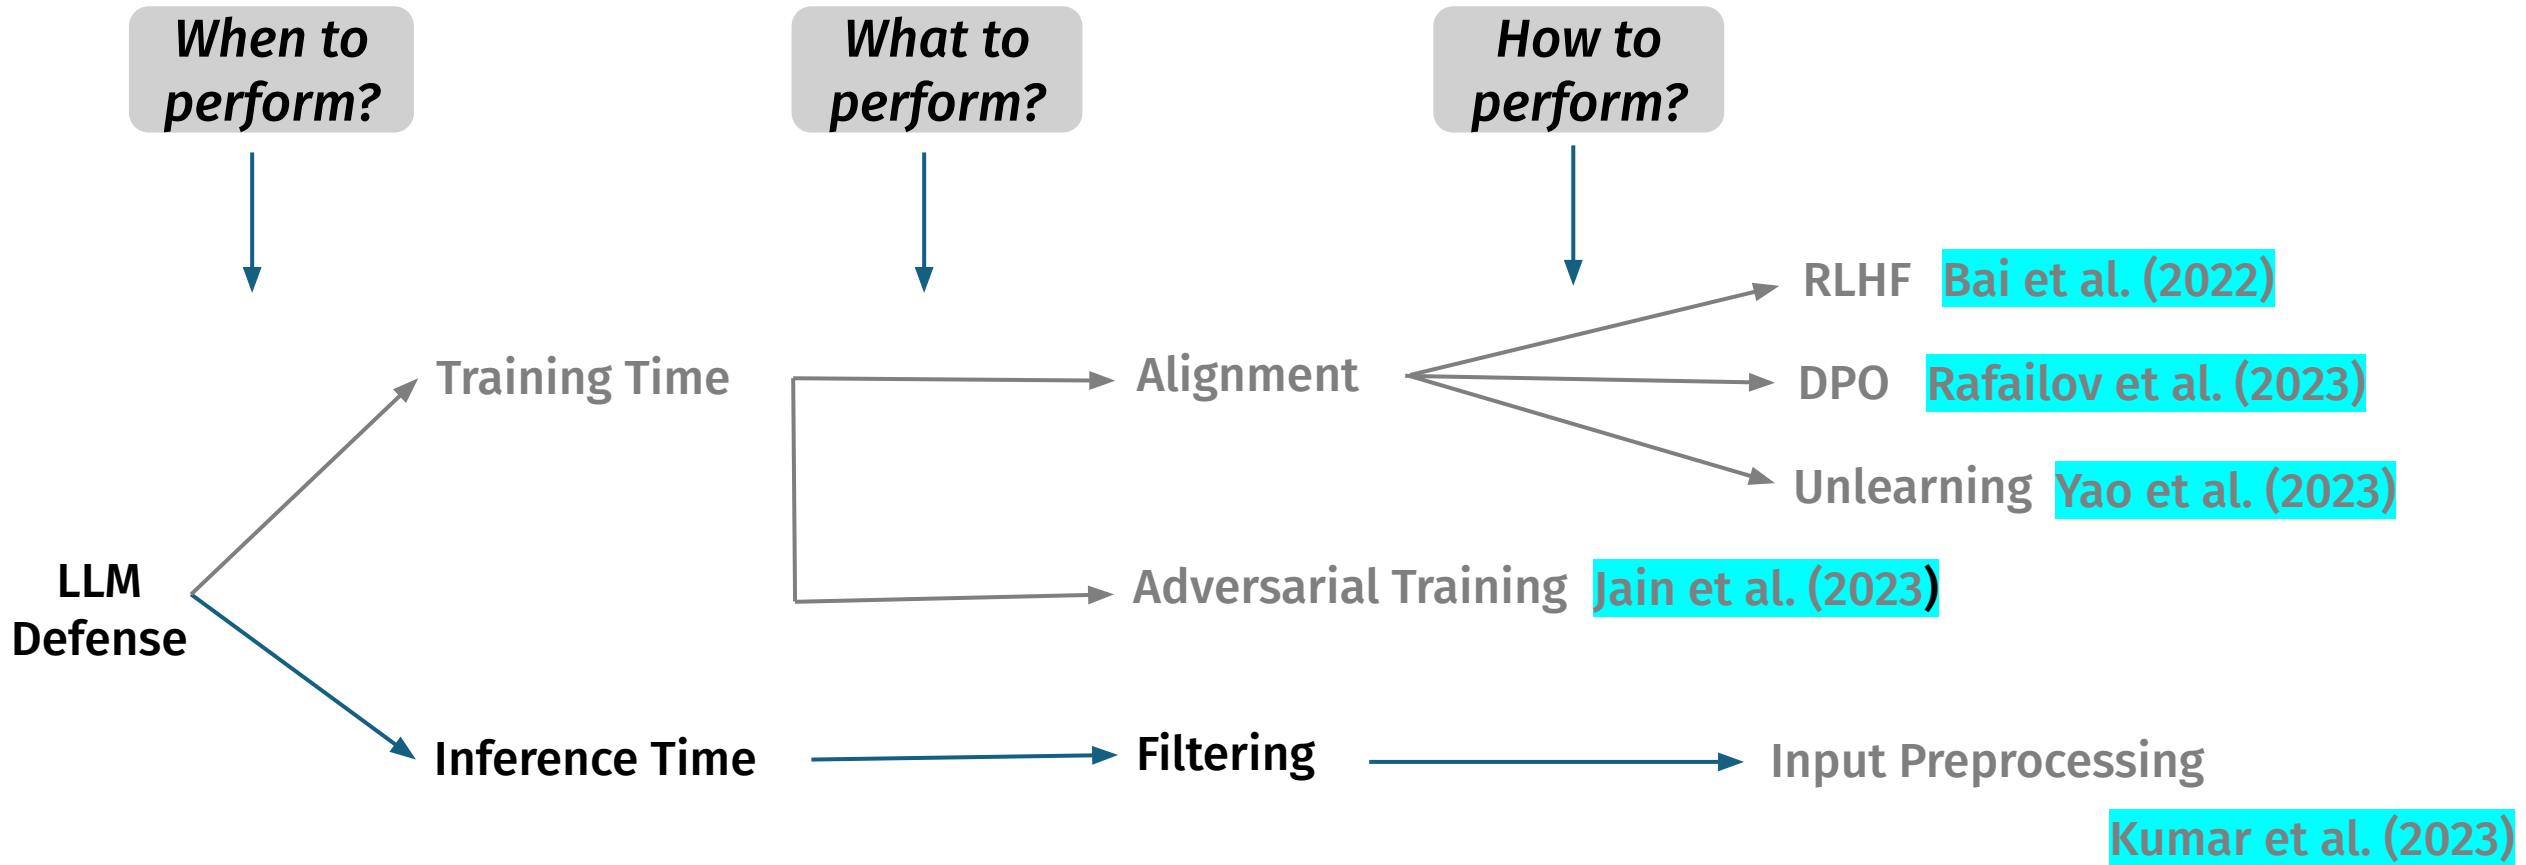 When to
perform?
What to
perform?
How to
perform?
RLHF Bai et al. (2022)
Training Time
Alignment
DPO Rafailov et al. (2023)
Unlearning Yao et al. (2023)
LLM
Defense
Adversarial Training Jain et al. (2023)
Inference Time
Filtering
Input Preprocessing
Kumar et al. (2023)